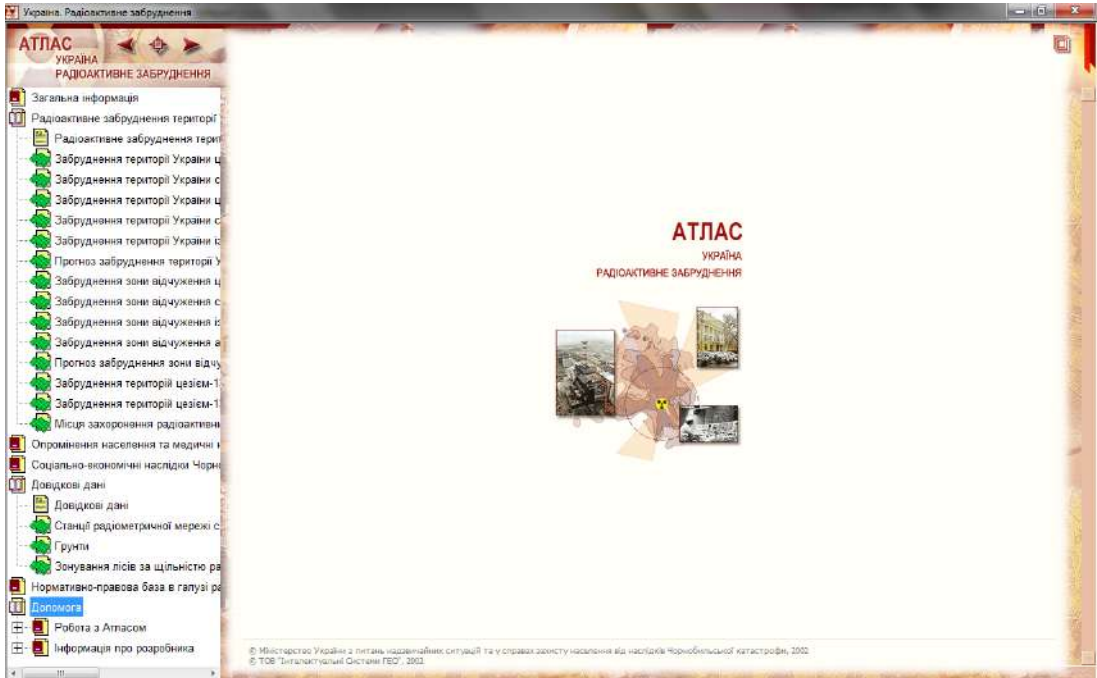 Україна. Радіоактивне забруднення
АТЛАС
УКРАЇНА
РАДІОАКТИВНЕ ЗАБРУДНЕННЯ
Загальна інформація
Радіоактивне забруднення території
Радіоактивне забруднення терит
Забруднення території України ц
Забруднення території України с
Забруднення території України ц
Забруднення території України с
Забруднення території України із
Прогноз забруднення території У
Забруднення зони відчуження ц
Забруднення зони відчуження с
Забруднення зони відчуження із
Забруднення зони відчуження а
Прогноз забруднення зони відчу
Забруднення територій цезієм-1
Забруднення територій цезієм-1
Місця захоронення радіоактивн
Опромінення населення та медичні н
Соціально-економічні наслідки Чорно
Довідкові дані
Довідкові дані
Станції радіометричної мережі с
Грунти
Зонування лісів за щільністю ра
Нормативно-правова база в галузі ра
Допомога
Робота з Атласом
Інформація про розробника
АТЛАС
УКРАЇНА
РАДІОАКТИВНЕ ЗАБРУДНЕННЯ
© Міністерство України з питань надзвичайних ситуацій та у справах захисту населення від наслідків Чорнобильської катастрофи, 2002
© ТОВ "Інтелектуальні Системи ГЕО", 2002